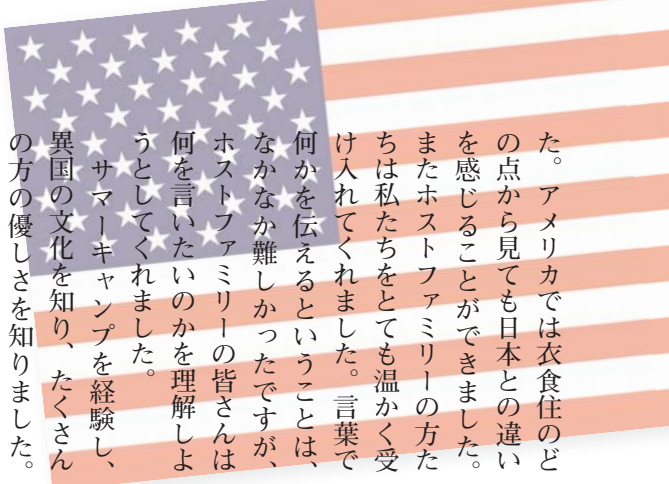 た。アメリカでは衣食住のど
の点から見ても日本との違い
を感じることができました。
またホストファミリーの方た
ちは私たちをとても温かく受
け入れてくれました。言葉で
何かを伝えるということは、
なかなか難しかったですが、
ホストファミリーの皆さんは
何を言いたいのかを理解しよ
うとしてくれました。
サマーキャンプを経験し、
異国の文化を知り、たくさん
の方の優しさを知りました。